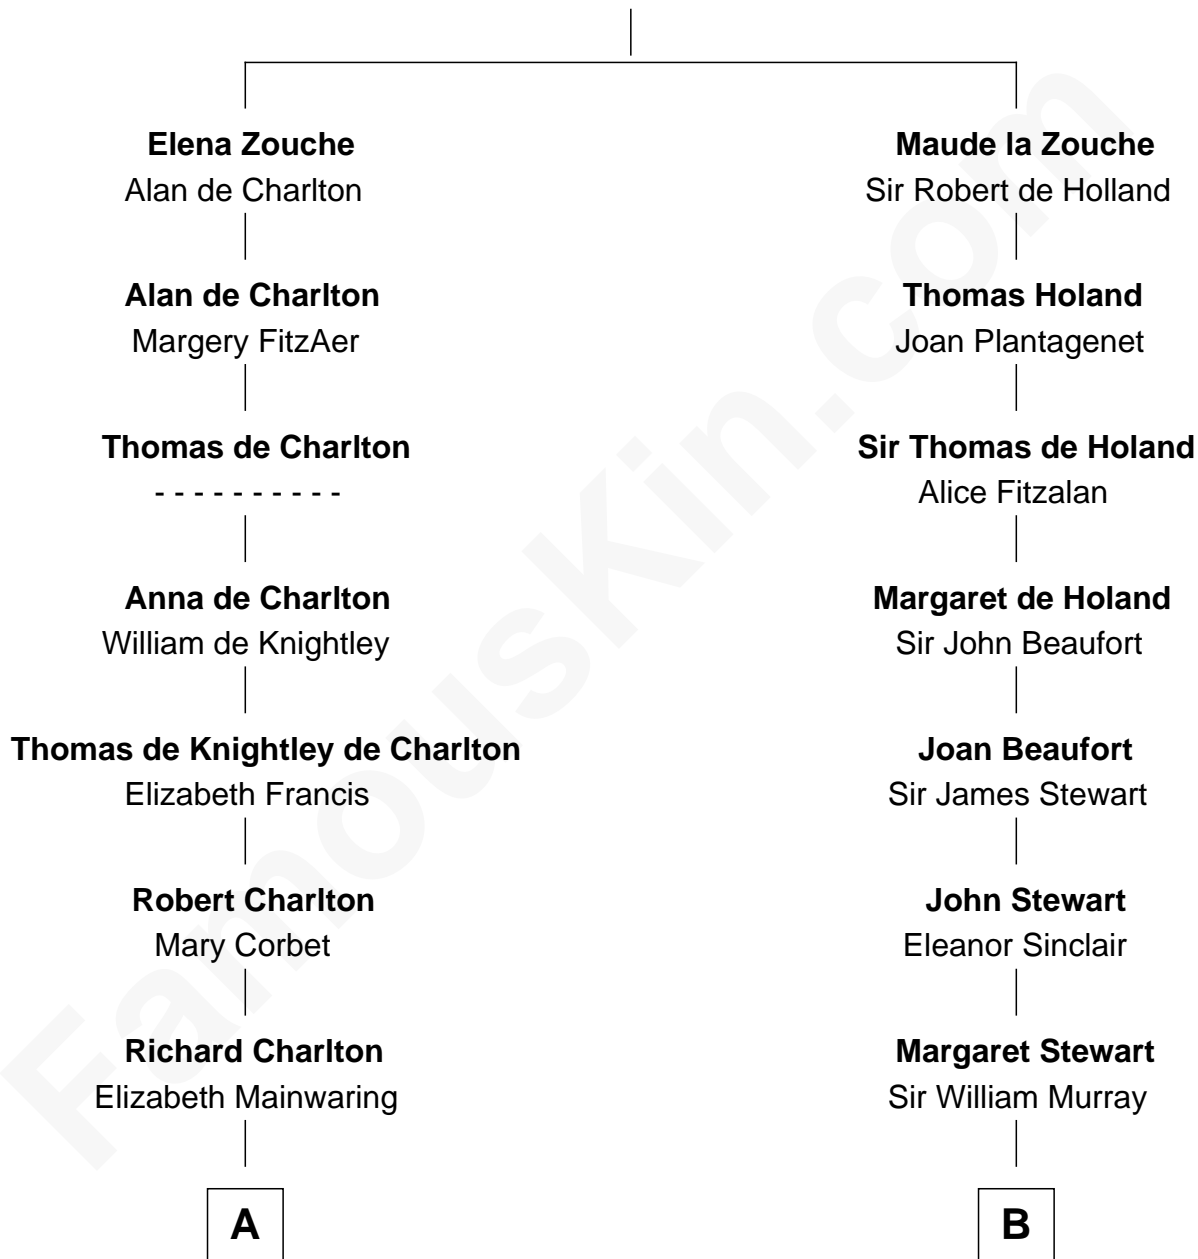 Elena Zouche
Alan de Charlton
Alan de Charlton
Margery FitzAer
Thomas de Charlton
- - - - - - - - - -
Anna de Charlton
William de Knightley
Thomas de Knightley de Charlton
Elizabeth Francis
Robert Charlton
Mary Corbet
Richard Charlton
Elizabeth Mainwaring
A
Maude la Zouche
Sir Robert de Holland
Thomas Holand
Joan Plantagenet
Sir Thomas de Holand
Alice Fitzalan
Margaret de Holand
Sir John Beaufort
Joan Beaufort
Sir James Stewart
John Stewart
Eleanor Sinclair
Margaret Stewart
Sir William Murray
B
FamousKin.com